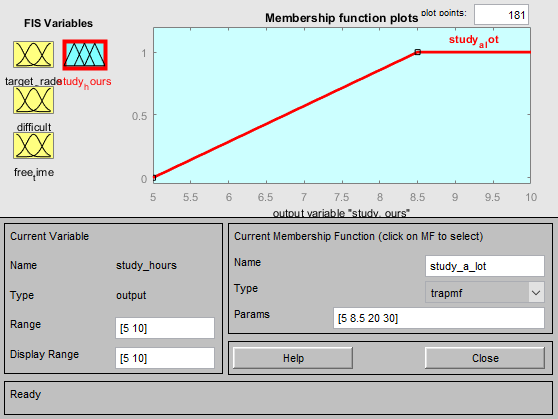 FIS Variables
Membership function plots
plot points:
181
target_rade
study_hours
difficult
free_time
study_a_lot
1
0.5
0
5
5.5
6
6.5
7
7.5
8
8.5
9
9.5
10
output variable "study_ ours"
Current Variable
Name
study_hours
Type
output
Range
[5 10]
Display Range
[5 10]
Current Membership Function (click on MF to select)
Name
study_a_lot
Type
trapmf
Params
[5 8.5 20 30]
Help
Close
Ready